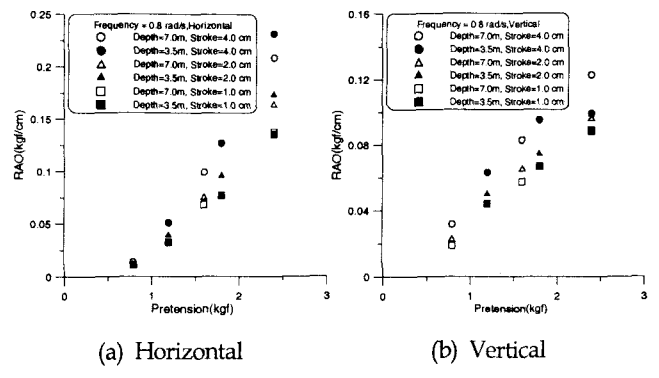 Frequency = 0.8 rad/s,Horizontal
Depth=7.0m, Stroke=4.0 cm
Depth=3.5m, Stroke=4.0 cm
Depth=7.0m, Stroke=2.0 cm
Depth=3.5m, Stroke=2.0 cm
Depth=7.0m, Stroke=1.0 cm
Depth=3.5m, Stroke=1.0 cm
0.25
0.2
0.15
0.1
0.05
0
RAO(kgf/cm)
0 1 2 3
Pretension(kgf)
(a) Horizontal
Frequency = 0.8 rad/s,Vertical
Depth=7.0m, Stroke=4.0 cm
Depth=3.5m, Stroke=4.0 cm
Depth=7.0m, Stroke=2.0 cm
Depth=3.5m, Stroke=2.0 cm
Depth=7.0m, Stroke=1.0 cm
Depth=3.5m, Stroke=1.0 cm
0.16
0.12
0.08
0.04
0
RAO(kgf/cm)
0 1 2 3
Pretension(kgf)
(b) Vertical